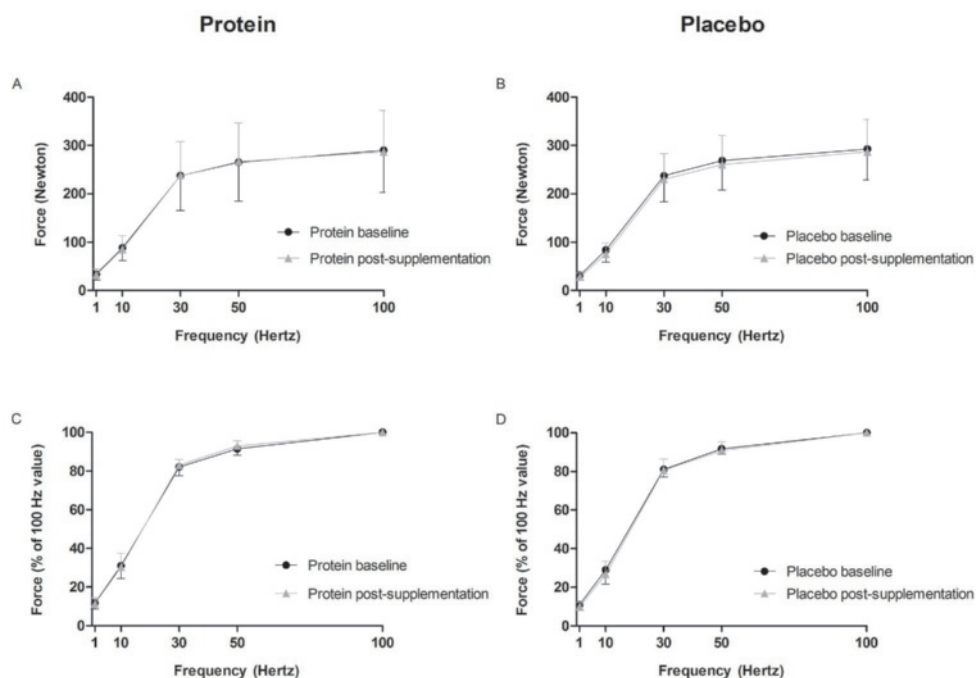 Protein
Placebo
A
B
400
300
200
100
0
Force (Newton)
Protein baseline
Protein post-supplementation
1 10 30 50 100
Frequency (Hertz)
400
300
200
100
0
Force (Newton)
Placebo baseline
Placebo post-supplementation
1 10 30 50 100
Frequency (Hertz)
C
D
100
80
60
40
20
0
Force (% of 100 Hz value)
Protein baseline
Protein post-supplementation
1 10 30 50 100
Frequency (Hertz)
100
80
60
40
20
0
Force (% of 100 Hz value)
Placebo baseline
Placebo post-supplementation
1 10 30 50 100
Frequency (Hertz)